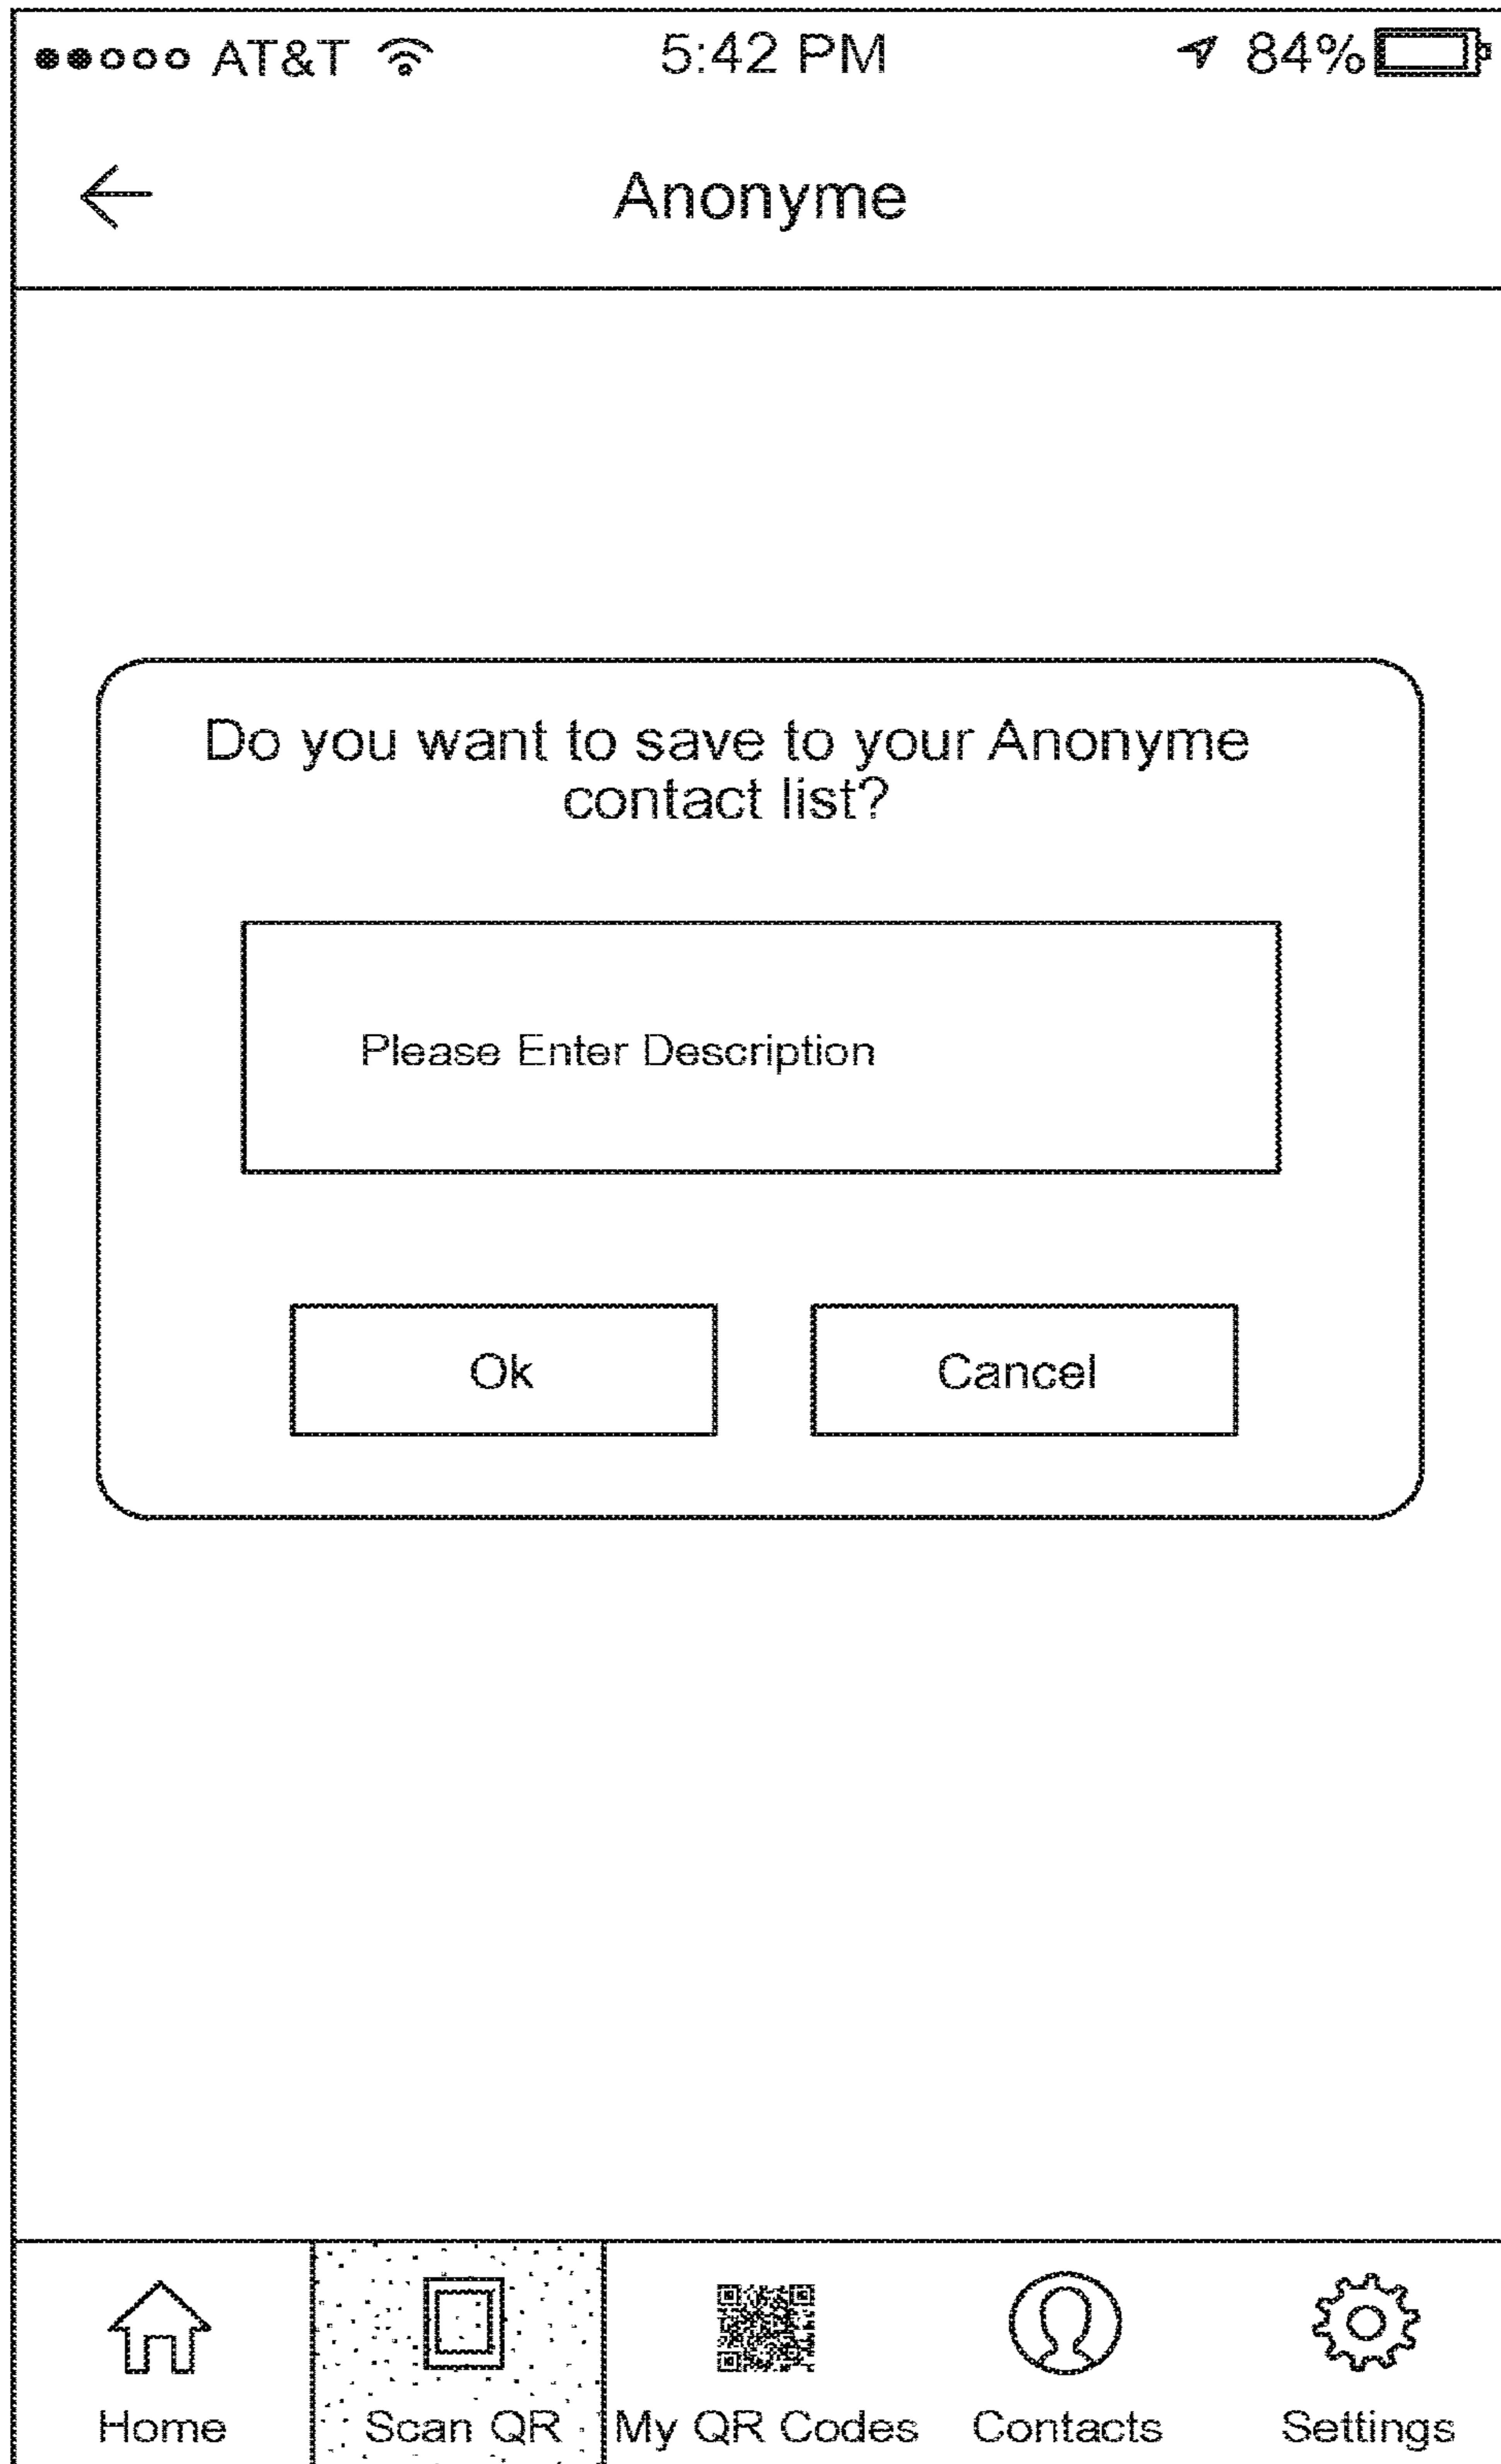 AT&T 5:42 PM 84%
Anonyme
Do you want to save to your Anonyme
contact list?
Please Enter Description
Ok Cancel
Home Scan QR My QR Codes Contacts Settings